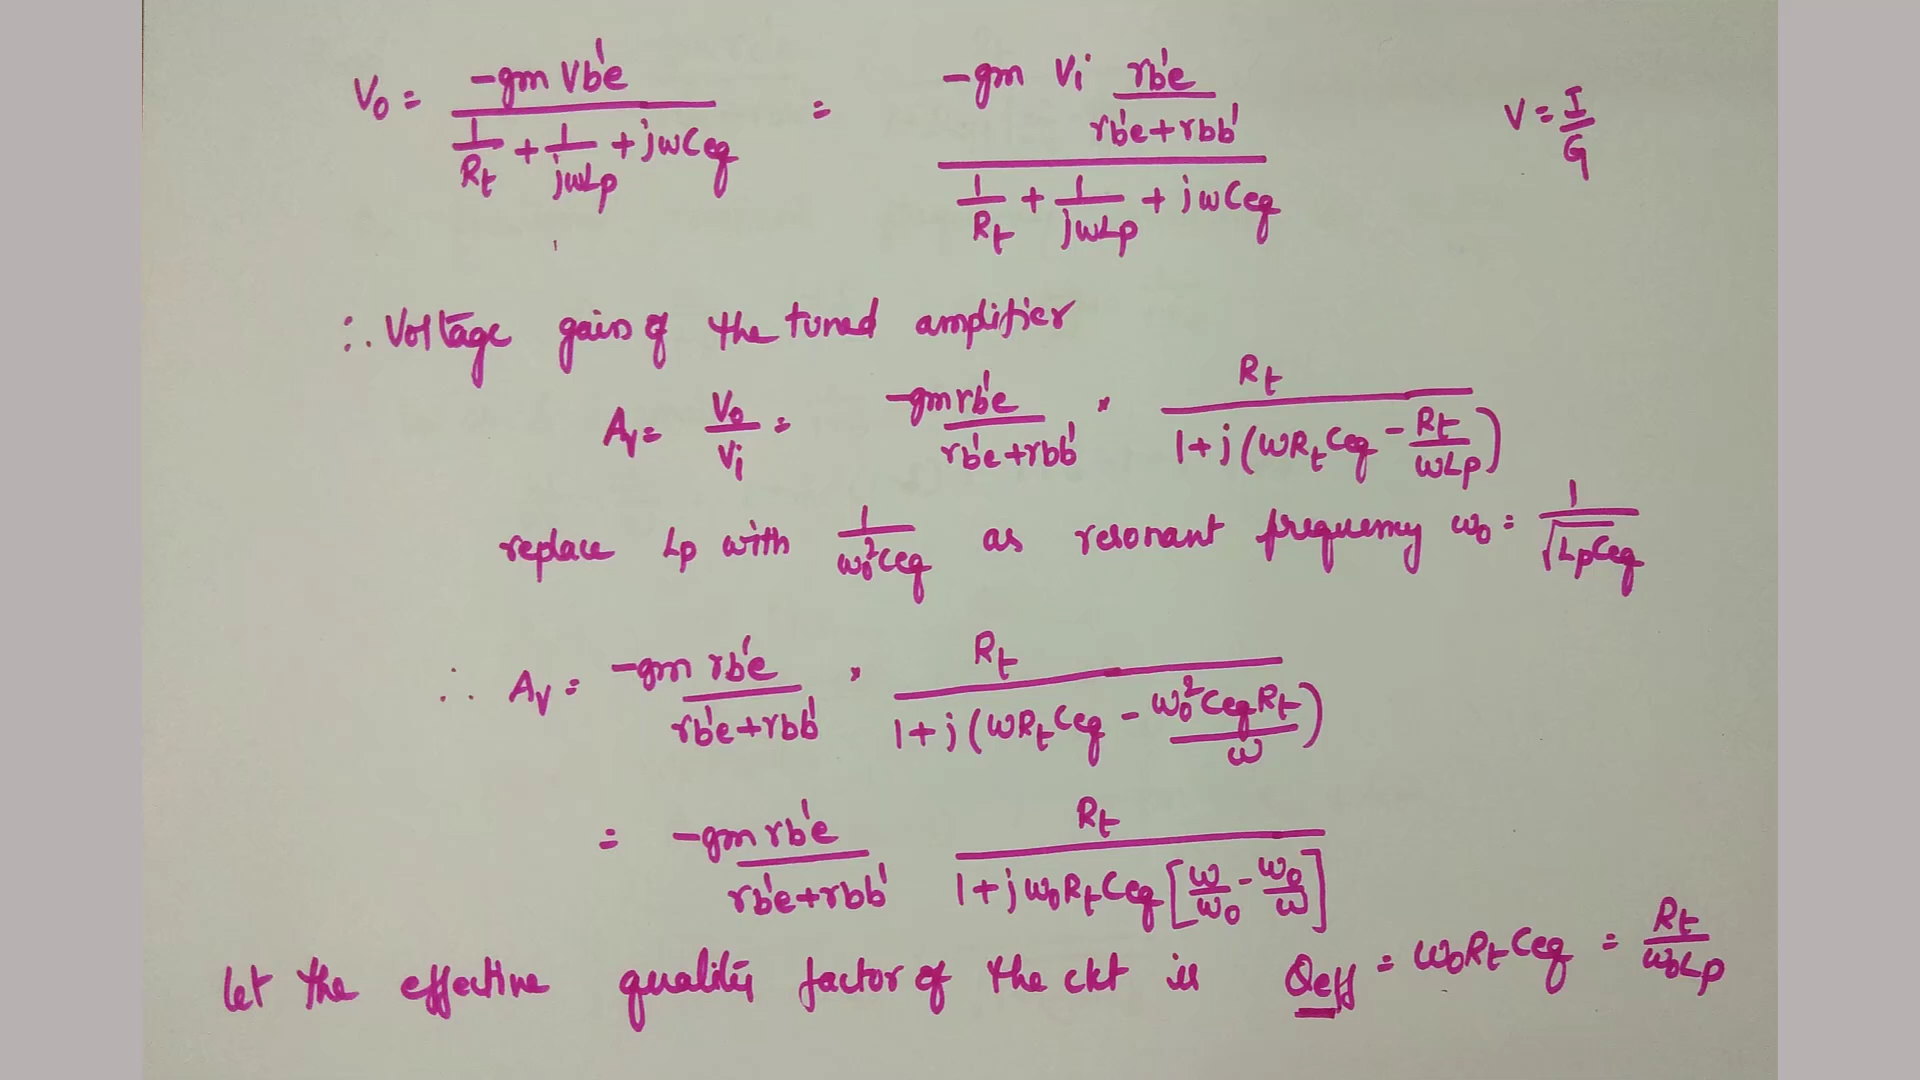 V₀ = -gm Vb'e / (1/Rt + 1/jωLp + jωCeq) = -gm Vi rb'e/(rb'e+rbb') / (1/Rt + 1/jωLp + jωCeq) V = I/G
∴ Voltage gain of the tuned amplifier
Av = V₀/Vi = -gm rb'e/(rb'e+rbb') × Rt/(1+j(ωRtCeq - Rt/ωLp))
replace Lp with 1/ω₀²Ceq as resonant frequency ω₀ = 1/√LpCeq
∴ Av = -gm rb'e/(rb'e+rbb') × Rt/(1+j(ωRtCeq - ω₀²CeqRt/ω))
= -gm rb'e/(rb'e+rbb') Rt/(1+jω₀RtCeq[ω/ω₀ - ω₀/ω])
let the effective quality factor of the ckt is Qeff = ω₀RtCeq = Rt/ω₀Lp